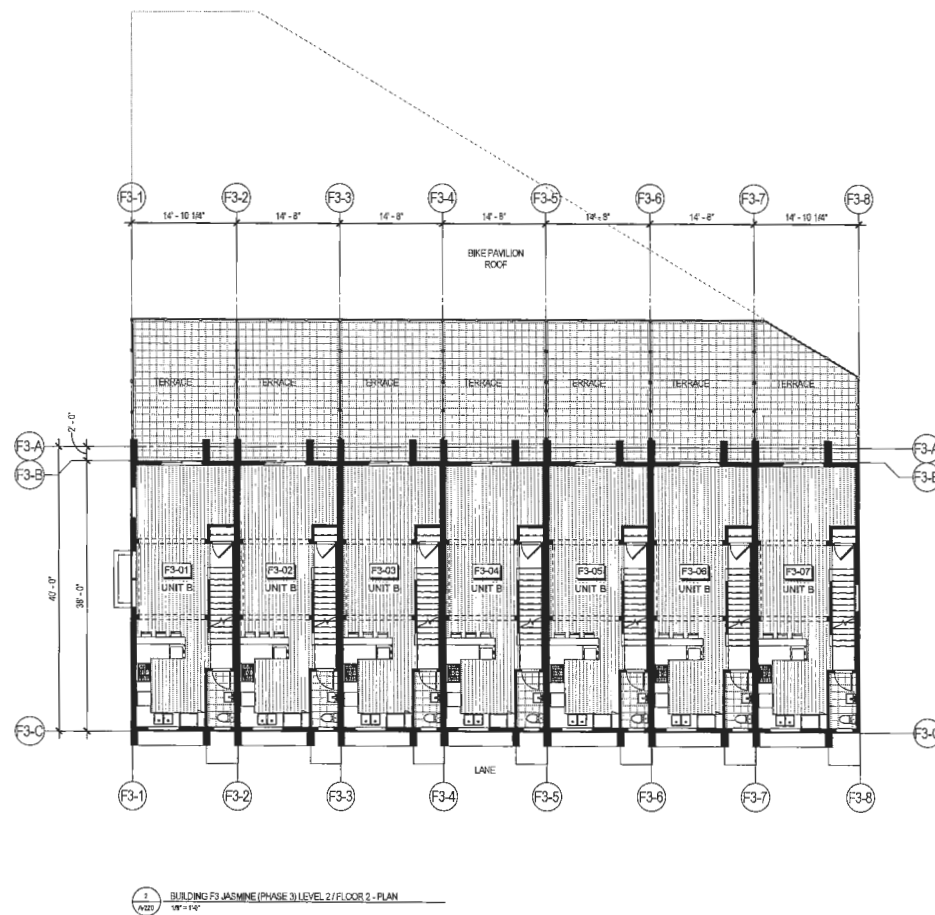 F3-1 F3-2 F3-3 F3-4 F3-5 F3-6 F3-7 F3-8
14' - 10 1/4" 14' - 8" 14' - 8" 14' - 8" 14' - 8" 14' - 8" 14' - 10 1/4"
BIKE PAVILION
ROOF
TERRACE TERRACE TERRACE TERRACE TERRACE TERRACE TERRACE
2' - 0"
F3-A F3-A
F3-B F3-B
40' - 0" 38' - 0"
F3-01 F3-02 F3-03 F3-04 F3-05 F3-06 F3-07
UNIT B UNIT B UNIT B UNIT B UNIT B UNIT B UNIT B
F3-C F3-C
LANE
F3-1 F3-2 F3-3 F3-4 F3-5 F3-6 F3-7 F3-8
2 BUILDING F3 JASMINE (PHASE 3) LEVEL 2 / FLOOR 2 - PLAN
A-220 1/8" = 1'-0"